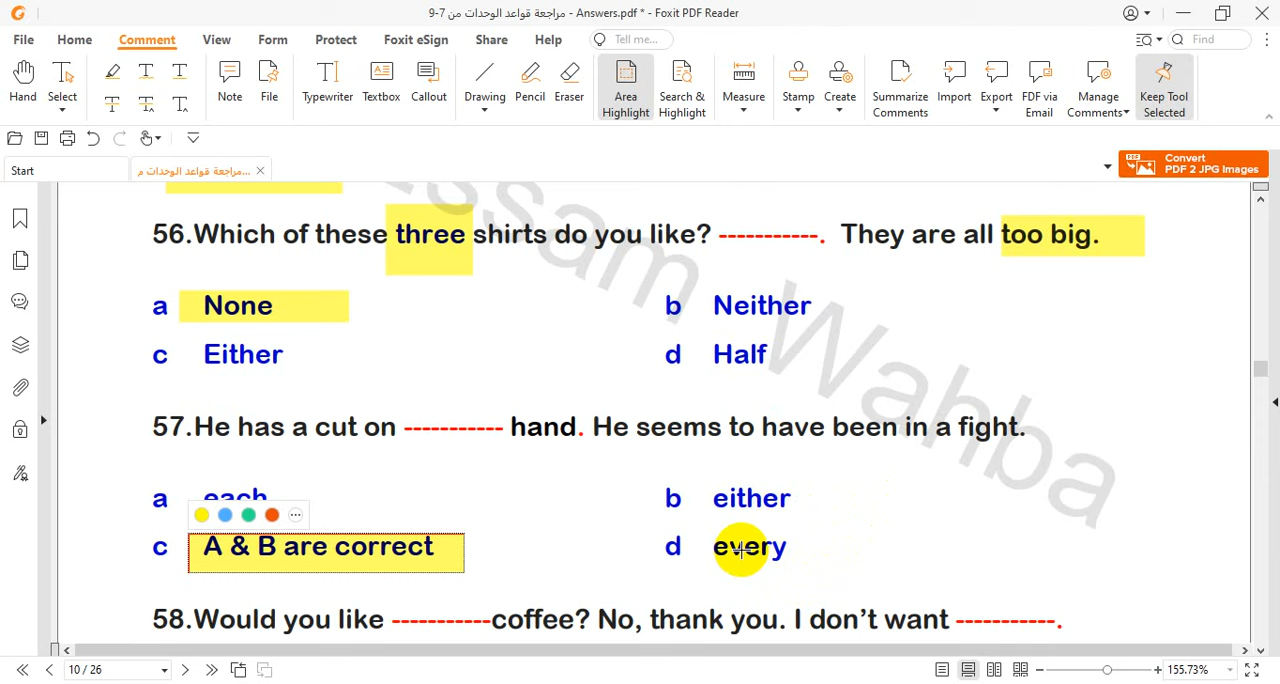 9-7 مراجعة قواعد الوحدات من - Answers.pdf * - Foxit PDF Reader
File Home Comment View Form Protect Foxit eSign Share Help Tell me... Find
Hand Select Note File Typewriter Textbox Callout Drawing Pencil Eraser Area Highlight Search & Highlight Measure Stamp Create Summarize Comments Import Export FDF via Email Manage Comments Keep Tool Selected
Start مراجعة قواعد الوحدات م... Convert PDF 2 JPG Images
56.Which of these three shirts do you like? -----------. They are all too big.
a None b Neither
c Either d Half
57.He has a cut on ----------- hand. He seems to have been in a fight.
a each b either
c A & B are correct d every
58.Would you like -----------coffee? No, thank you. I don't want -----------.
essam Wahba
10 / 26 155.73%